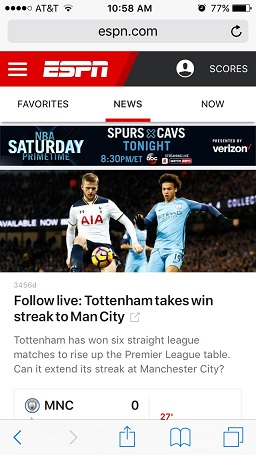 AT&T 10:58 AM 77%
espn.com
ESPN SCORES
FAVORITES NEWS NOW
NBA
SATURDAY
PRIMETIME
SPURS X CAVS
TONIGHT
8:30PM/ET abc
PRESENTED BY
verizon
AIA
3456d
Follow live: Tottenham takes win
streak to Man City
Tottenham has won six straight league
matches to rise up the Premier League table.
Can it extend its streak at Manchester City?
MNC 0
27'